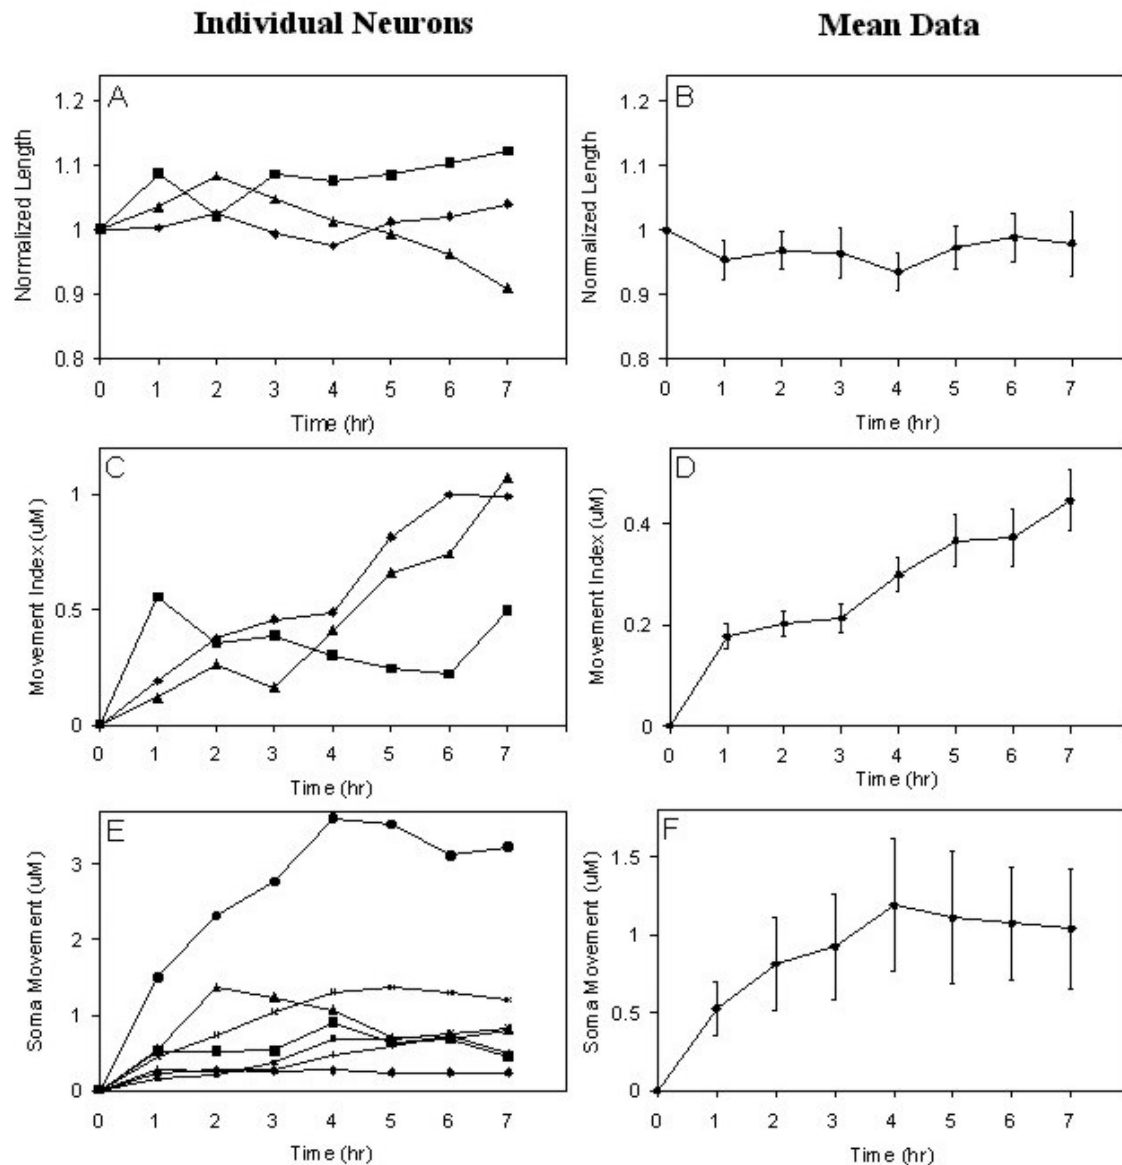 Individual Neurons
Mean Data
A
1.2
1.1
1
0.9
0.8
Normalized Length
0 1 2 3 4 5 6 7
Time (hr)
B
1.2
1.1
1
0.9
0.8
Normalized Length
0 1 2 3 4 5 6 7
Time (hr)
C
1
0.5
0
Movement Index (uM)
0 1 2 3 4 5 6 7
Time (hr)
D
0.4
0.2
0
Movement Index (uM)
0 1 2 3 4 5 6 7
Time (hr)
E
3
2
1
0
Soma Movement (uM)
0 1 2 3 4 5 6 7
Time (hr)
F
1.5
1
0.5
0
Soma Movement (uM)
0 1 2 3 4 5 6 7
Time (hr)